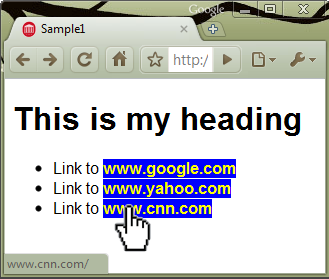 Google
Sample1
http:/
This is my heading
• Link to www.google.com
• Link to www.yahoo.com
• Link to www.cnn.com
www.cnn.com/